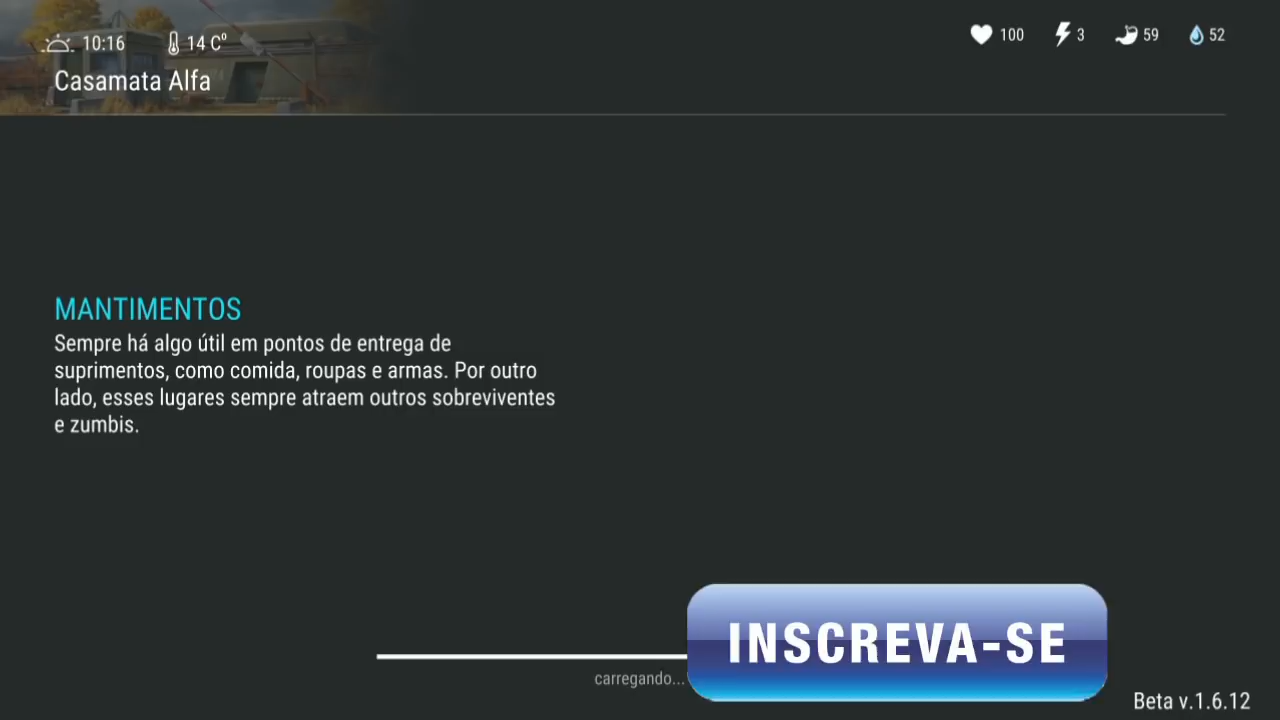 10:16
14 Cº
100
3
59
52
Casamata Alfa
MANTIMENTOS
Sempre há algo útil em pontos de entrega de
suprimentos, como comida, roupas e armas. Por outro
lado, esses lugares sempre atraem outros sobreviventes
e zumbis.
INSCREVA-SE
carregando...
Beta v.1.6.12